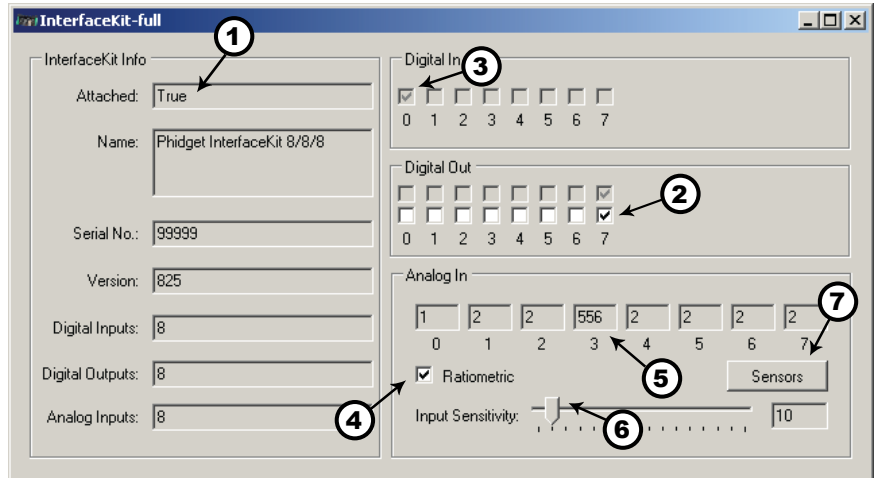 InterfaceKit-full
1
InterfaceKit Info
Attached: True
Name: Phidget InterfaceKit 8/8/8
Serial No.: 99999
Version: 825
Digital Inputs: 8
Digital Outputs: 8
Analog Inputs: 8
Digital In
3
0 1 2 3 4 5 6 7
Digital Out
2
0 1 2 3 4 5 6 7
Analog In
7
1 2 2 556 2 2 2 2
0 1 2 3 4 5 6 7
4
Ratiometric
5
Sensors
Input Sensitivity: 10
6